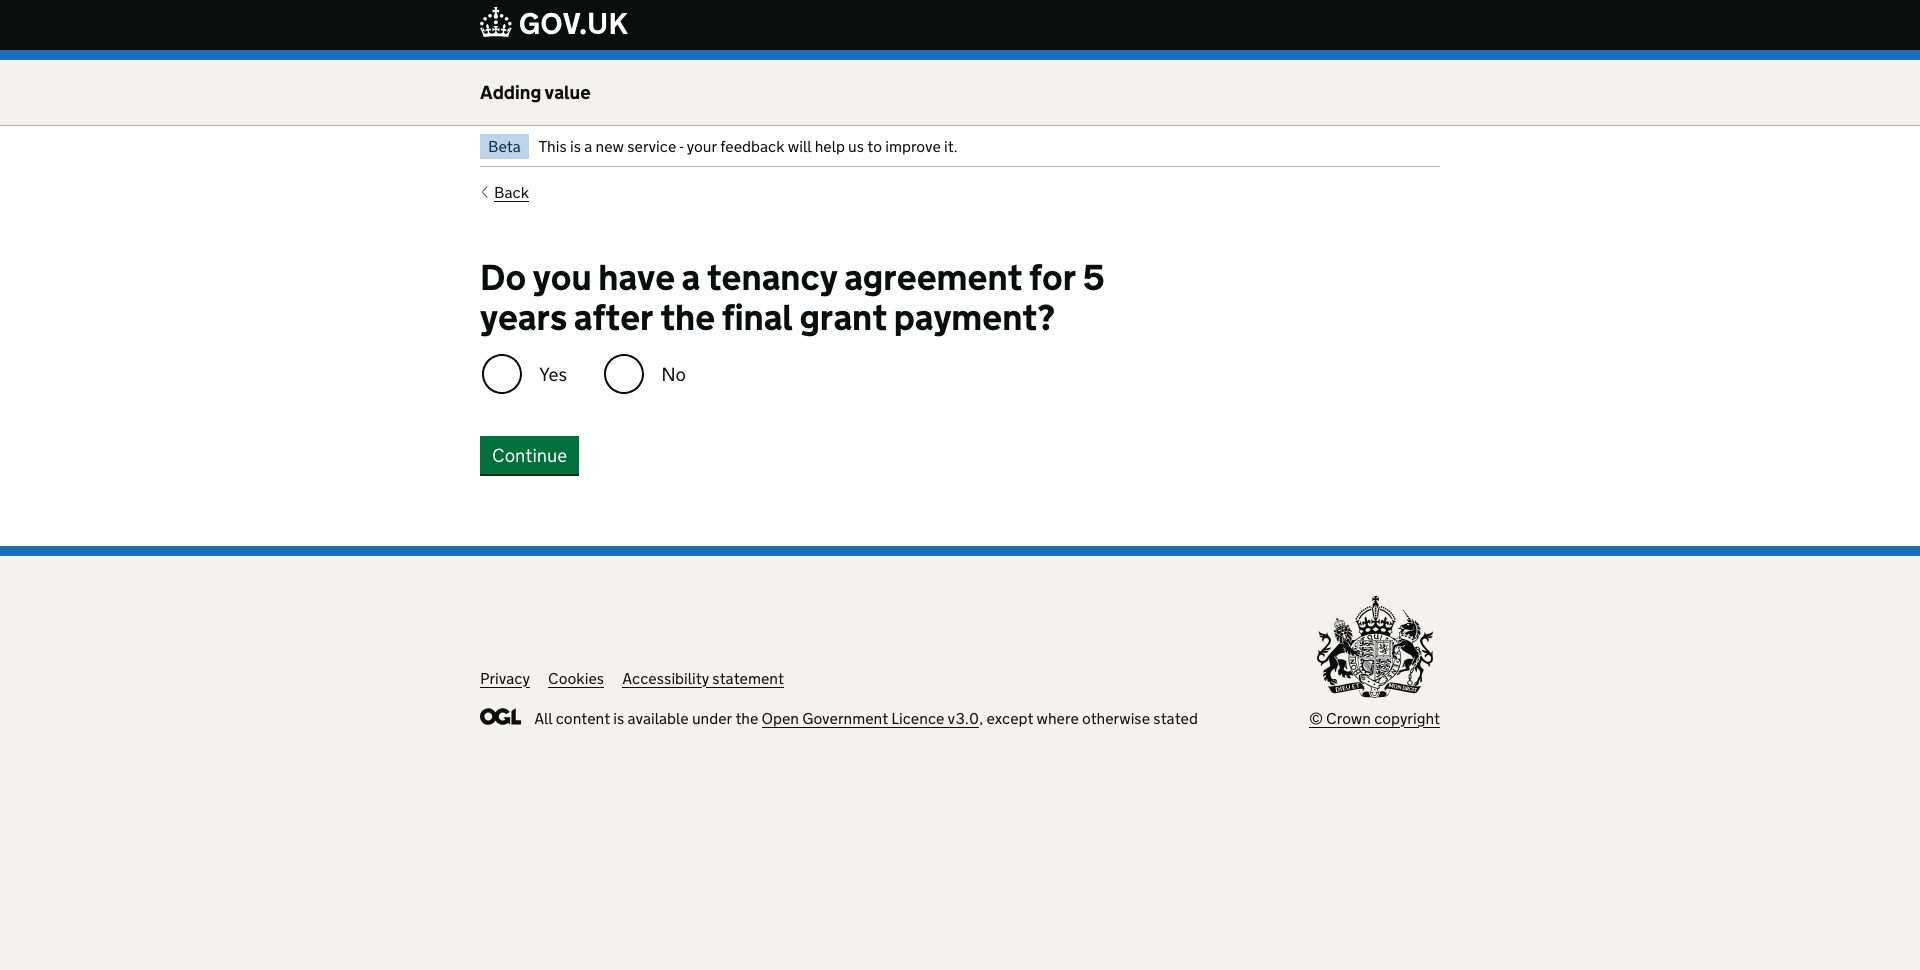 GOV.UK
Adding value
Beta This is a new service - your feedback will help us to improve it.
Back
Do you have a tenancy agreement for 5
years after the final grant payment?
Yes No
Continue
Privacy Cookies Accessibility statement
OGL All content is available under the Open Government Licence v3.0, except where otherwise stated
© Crown copyright